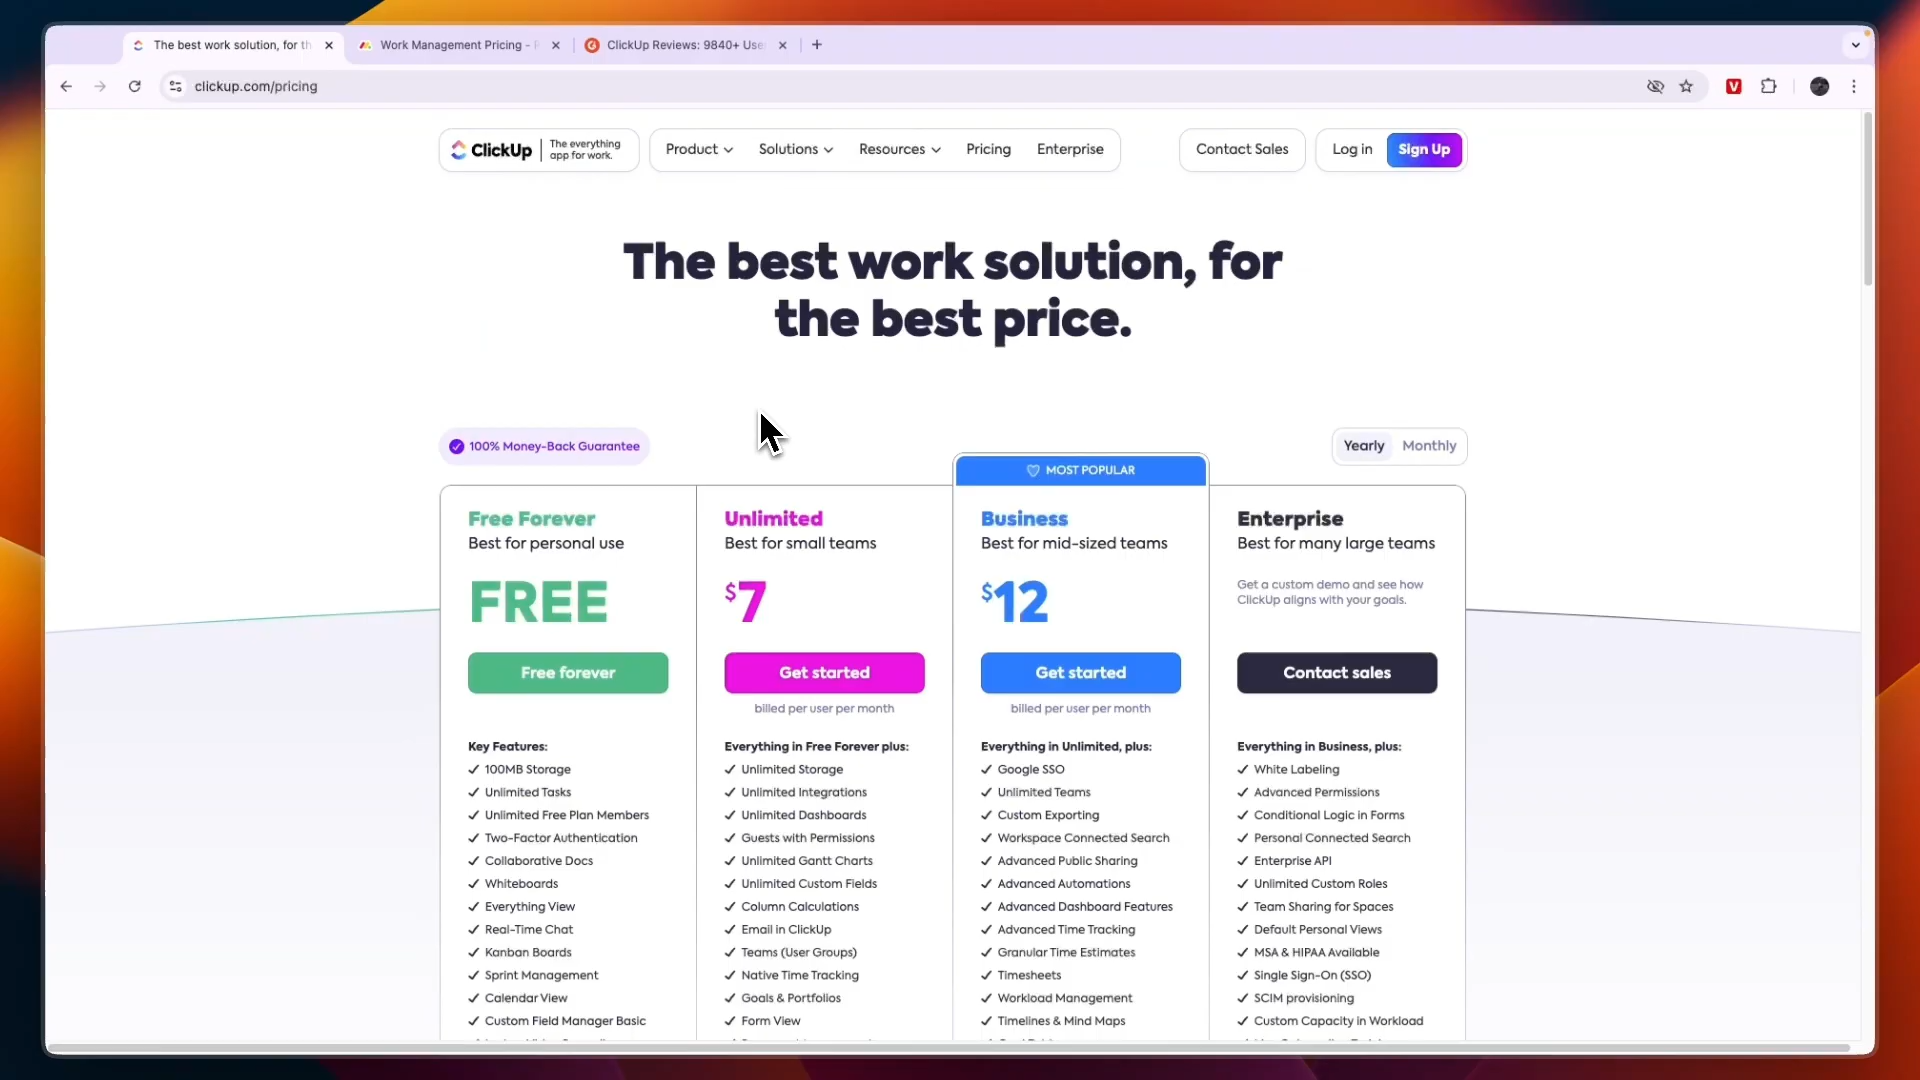 The best work solution, for th
Work Management Pricing - P
ClickUp Reviews: 9840+ Use
clickup.com/pricing
ClickUp
The everything
app for work.
Product
Solutions
Resources
Pricing
Enterprise
Contact Sales
Log in
Sign Up
The best work solution, for
the best price.
100% Money-Back Guarantee
Yearly
Monthly
MOST POPULAR
Free Forever
Best for personal use
FREE
Free forever
Key Features:
100MB Storage
Unlimited Tasks
Unlimited Free Plan Members
Two-Factor Authentication
Collaborative Docs
Whiteboards
Everything View
Real-Time Chat
Kanban Boards
Sprint Management
Calendar View
Custom Field Manager Basic
Unlimited
Best for small teams
$7
Get started
billed per user per month
Everything in Free Forever plus:
Unlimited Storage
Unlimited Integrations
Unlimited Dashboards
Guests with Permissions
Unlimited Gantt Charts
Unlimited Custom Fields
Column Calculations
Email in ClickUp
Teams (User Groups)
Native Time Tracking
Goals & Portfolios
Form View
Business
Best for mid-sized teams
$12
Get started
billed per user per month
Everything in Unlimited, plus:
Google SSO
Unlimited Teams
Custom Exporting
Workspace Connected Search
Advanced Public Sharing
Advanced Automations
Advanced Dashboard Features
Advanced Time Tracking
Granular Time Estimates
Timesheets
Workload Management
Timelines & Mind Maps
Enterprise
Best for many large teams
Get a custom demo and see how
ClickUp aligns with your goals.
Contact sales
Everything in Business, plus:
White Labeling
Advanced Permissions
Conditional Logic in Forms
Personal Connected Search
Enterprise API
Unlimited Custom Roles
Team Sharing for Spaces
Default Personal Views
MSA & HIPAA Available
Single Sign-On (SSO)
SCIM provisioning
Custom Capacity in Workload